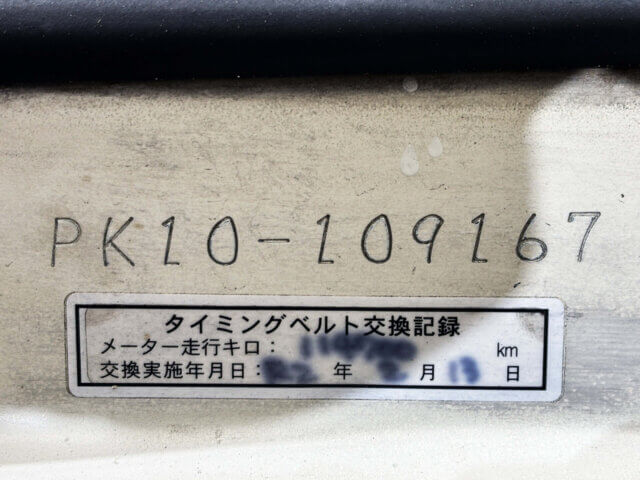 PK10-109167
タイミングベルト交換記録
メーター走行キロ: km
交換実施年月日: 年 月 13 日